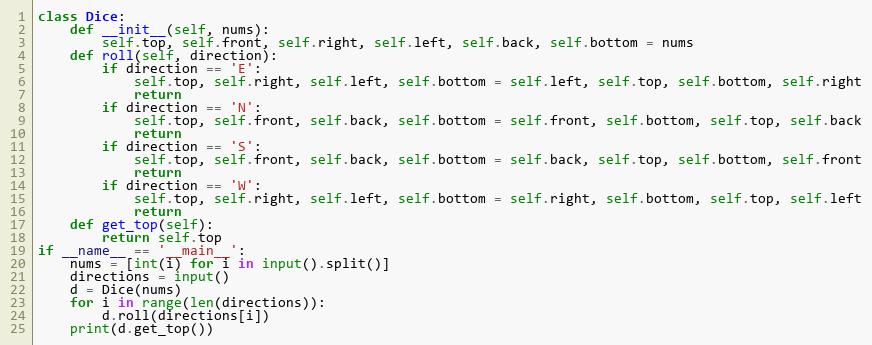 1 class Dice:
2     def __init__(self, nums):
3         self.top, self.front, self.right, self.left, self.back, self.bottom = nums
4     def roll(self, direction):
5         if direction == 'E':
6             self.top, self.right, self.left, self.bottom = self.left, self.top, self.bottom, self.right
7             return
8         if direction == 'N':
9             self.top, self.front, self.back, self.bottom = self.front, self.bottom, self.top, self.back
10             return
11         if direction == 'S':
12             self.top, self.front, self.back, self.bottom = self.back, self.top, self.bottom, self.front
13             return
14         if direction == 'W':
15             self.top, self.right, self.left, self.bottom = self.right, self.bottom, self.top, self.left
16             return
17     def get_top(self):
18         return self.top
19 if __name__ == '__main__':
20     nums = [int(i) for i in input().split()]
21     directions = input()
22     d = Dice(nums)
23     for i in range(len(directions)):
24         d.roll(directions[i])
25     print(d.get_top())